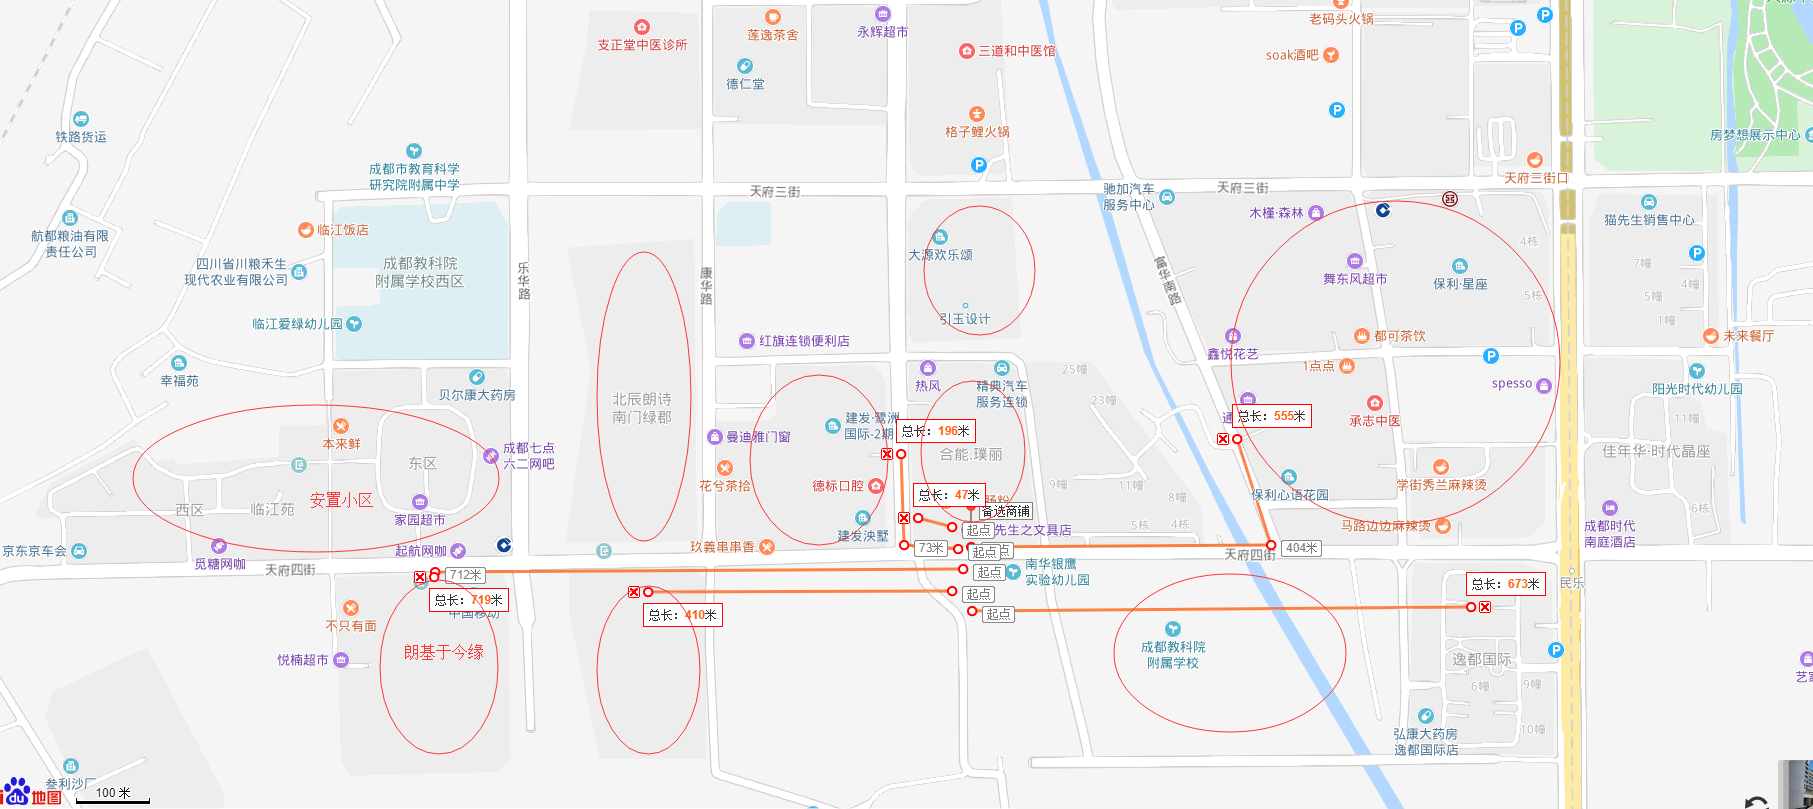 老码头火锅
支正堂中医诊所
莲逸茶舍
永辉超市
三道和中医馆
soak酒吧
德仁堂
铁路货运
格子鲤火锅
房梦想展示中心
成都市教育科学
研究院附属中学
天府三街
天府三街
天府三街口
驰加汽车
服务中心
木槿·森林
猫先生销售中心
航都粮油有限
责任公司
临江饭店
四川省川粮禾生
现代农业有限公司
成都教科院
附属学校西区
乐华路
康华路
富华南路
大源欢乐颂
引玉设计
舞东风超市
保利·星座
4栋
5栋
7幢
4幢
5幢
1幢
临江爱绿幼儿园
红旗连锁便利店
鑫悦花艺
都可茶饮
未来餐厅
幸福苑
贝尔康大药房
北辰朗诗
南门绿郡
热风
精典汽车
服务连锁
25幢
23幢
1点点
spesso
阳光时代幼儿园
本来鲜
东区
成都七点
六二网吧
曼迪雅门窗
建发·鹭洲
国际-2期
总长：196米
合能.璞丽
通
总长：555米
承志中医
11幢
佳年华·时代晶座
西区
临江苑
安置小区
家园超市
花兮茶拾
德标口腔
总长：47米
肠粉
备选商铺
9幢
11幢
8幢
保利心语花园
学街秀兰麻辣烫
6栋
京东京车会
觅糖网咖
起航网咖
天府四街
玖義串串香
建发泱墅
起点
先生之文具店
73米
起点
点
5栋
4栋
天府四街
404米
马路边边麻辣烫
成都时代
南庭酒店
712米
总长：719米
中国移动
起点
南华银鹰
实验幼儿园
起点
总长：410米
起点
总长：673米
民乐
不只有面
悦楠超市
朗基于今缘
成都教科院
附属学校
逸都国际
6幢
9幢
10幢
弘康大药房
逸都国际店
艺家
叁利沙厂
du
地图
100 米